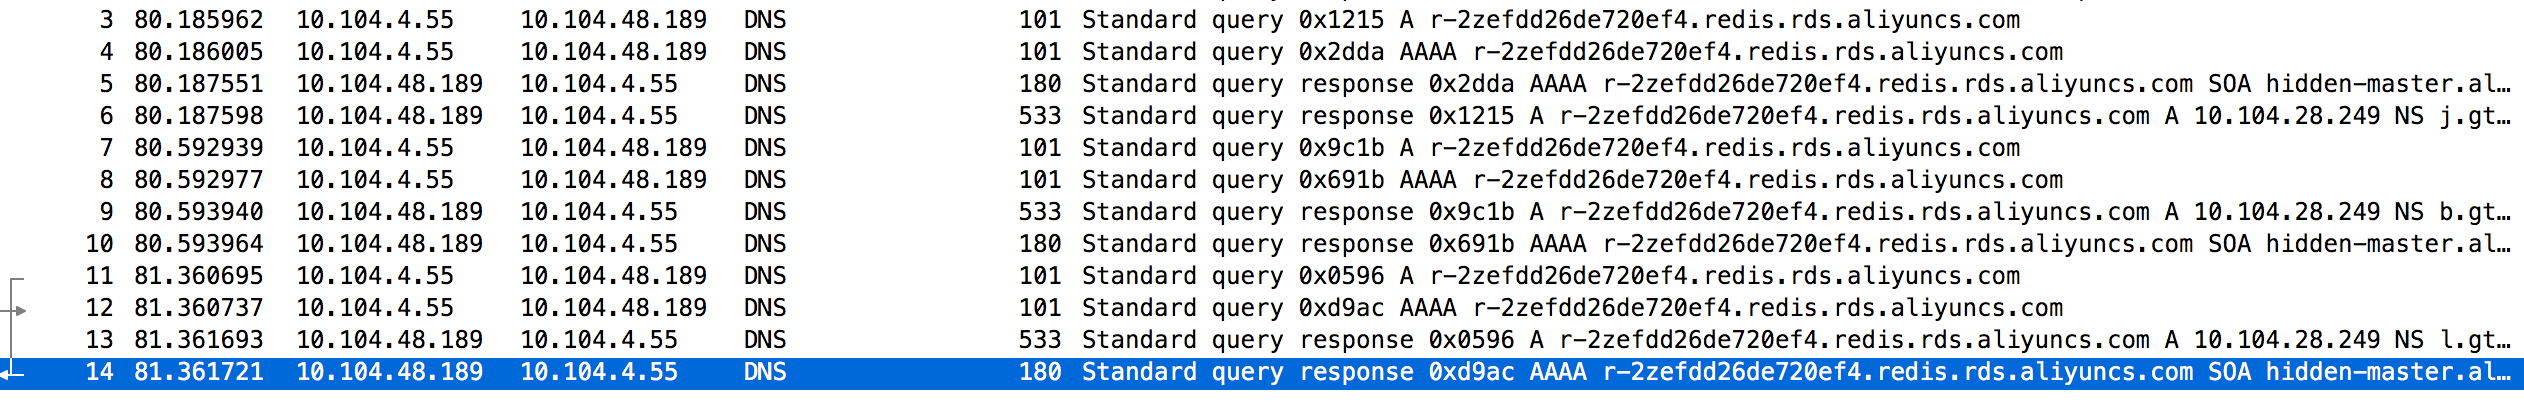 3 80.185962 10.104.4.55 10.104.48.189 DNS 101 Standard query 0x1215 A r-2zefdd26de720ef4.redis.rds.aliyuncs.com
4 80.186005 10.104.4.55 10.104.48.189 DNS 101 Standard query 0x2dda AAAA r-2zefdd26de720ef4.redis.rds.aliyuncs.com
5 80.187551 10.104.48.189 10.104.4.55 DNS 180 Standard query response 0x2dda AAAA r-2zefdd26de720ef4.redis.rds.aliyuncs.com SOA hidden-master.al…
6 80.187598 10.104.48.189 10.104.4.55 DNS 533 Standard query response 0x1215 A r-2zefdd26de720ef4.redis.rds.aliyuncs.com A 10.104.28.249 NS j.gt…
7 80.592939 10.104.4.55 10.104.48.189 DNS 101 Standard query 0x9c1b A r-2zefdd26de720ef4.redis.rds.aliyuncs.com
8 80.592977 10.104.4.55 10.104.48.189 DNS 101 Standard query 0x691b AAAA r-2zefdd26de720ef4.redis.rds.aliyuncs.com
9 80.593940 10.104.48.189 10.104.4.55 DNS 533 Standard query response 0x9c1b A r-2zefdd26de720ef4.redis.rds.aliyuncs.com A 10.104.28.249 NS b.gt…
10 80.593964 10.104.48.189 10.104.4.55 DNS 180 Standard query response 0x691b AAAA r-2zefdd26de720ef4.redis.rds.aliyuncs.com SOA hidden-master.al…
11 81.360695 10.104.4.55 10.104.48.189 DNS 101 Standard query 0x0596 A r-2zefdd26de720ef4.redis.rds.aliyuncs.com
12 81.360737 10.104.4.55 10.104.48.189 DNS 101 Standard query 0xd9ac AAAA r-2zefdd26de720ef4.redis.rds.aliyuncs.com
13 81.361693 10.104.48.189 10.104.4.55 DNS 533 Standard query response 0x0596 A r-2zefdd26de720ef4.redis.rds.aliyuncs.com A 10.104.28.249 NS l.gt…
14 81.361721 10.104.48.189 10.104.4.55 DNS 180 Standard query response 0xd9ac AAAA r-2zefdd26de720ef4.redis.rds.aliyuncs.com SOA hidden-master.al…